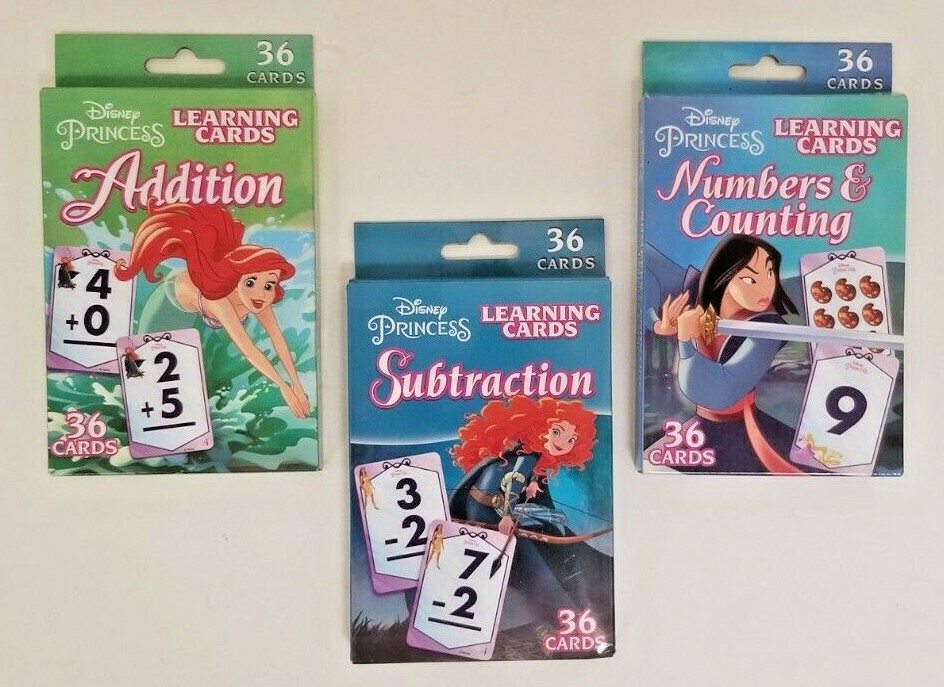 36
CARDS
Disney
PRINCESS
LEARNING
CARDS
Addition
4
+0
2
+5
36
CARDS
36
CARDS
Disney
PRINCESS
LEARNING
CARDS
Subtraction
3
-2
7
-2
36
CARDS
36
CARDS
Disney
PRINCESS
LEARNING
CARDS
Numbers &
Counting
9
36
CARDS